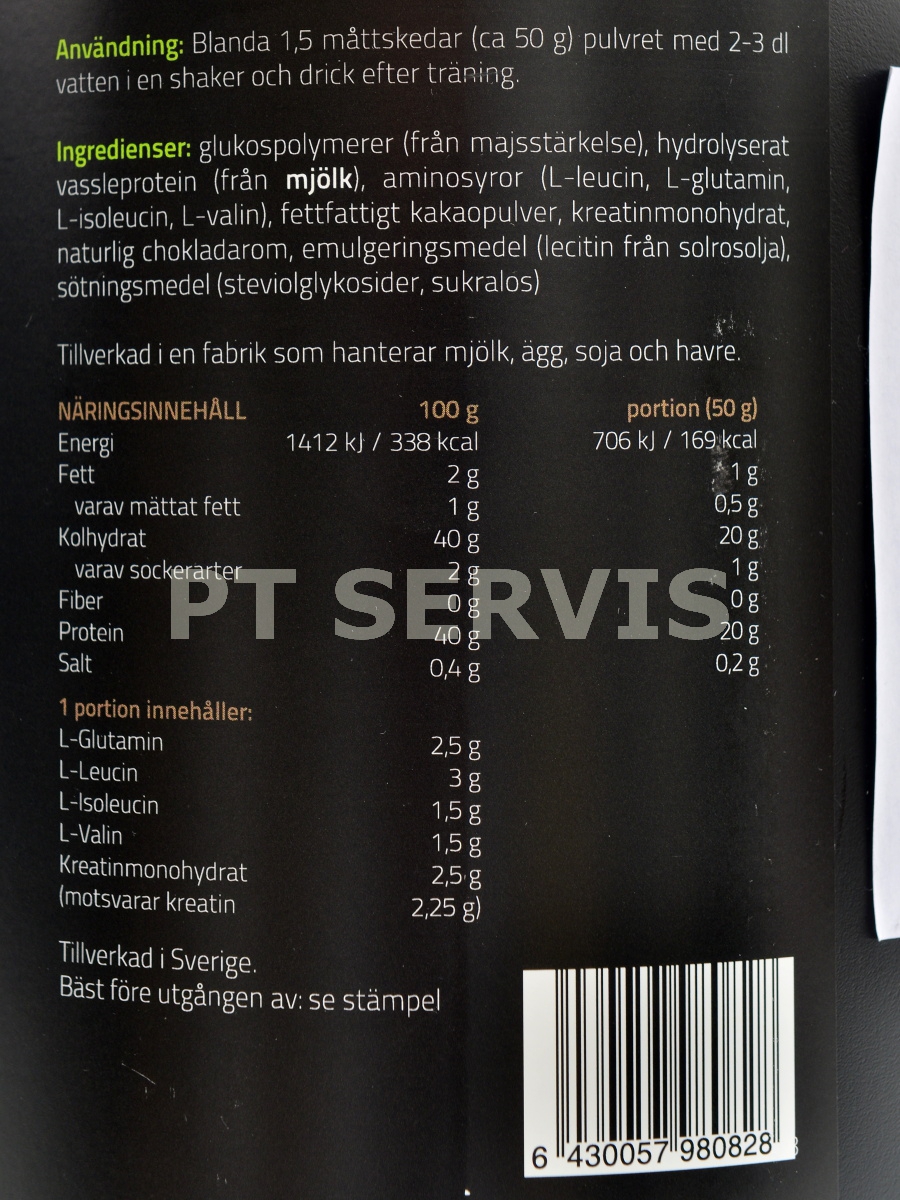 Användning: Blanda 1,5 måttskedar (ca 50 g) pulvret med 2-3 dl
vatten i en shaker och drick efter träning.
Ingredienser: glukospolymerer (från majsstärkelse), hydrolyserat
vassleprotein (från mjölk), aminosyror (L-leucin, L-glutamin,
L-isoleucin, L-valin), fettfattigt kakaopulver, kreatinmonohydrat,
naturlig chokladarom, emulgeringsmedel (lecitin från solrosolja),
sötningsmedel (steviolglykosider, sukralos)
Tillverkad i en fabrik som hanterar mjölk, ägg, soja och havre.
NÄRINGSINNEHÅLL 100 g portion (50 g)
Energi 1412 kJ / 338 kcal 706 kJ / 169 kcal
Fett 2 g 1 g
varav mättat fett 1 g 0,5 g
Kolhydrat 40 g 20 g
varav sockerarter 2 g 1 g
Fiber 0 g 0 g
PT SERVIS
Protein 40 g 20 g
Salt 0,4 g 0,2 g
1 portion innehåller:
L-Glutamin 2,5 g
L-Leucin 3 g
L-Isoleucin 1,5 g
L-Valin 1,5 g
Kreatinmonohydrat 2,5 g
(motsvarar kreatin 2,25 g)
Tillverkad i Sverige.
Bäst före utgången av: se stämpel
6 430057 980828